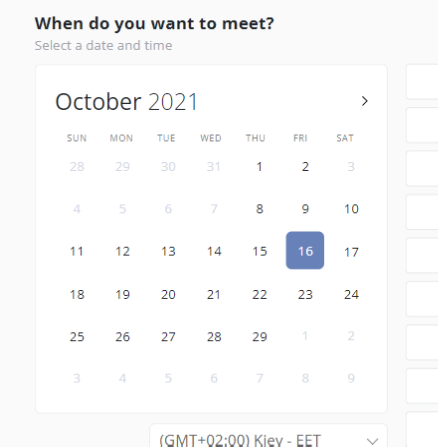 When do you want to meet?
Select a date and time
October 2021 >
SUN MON TUE WED THU FRI SAT
28 29 30 31 1 2 3
4 5 6 7 8 9 10
11 12 13 14 15 16 17
18 19 20 21 22 23 24
25 26 27 28 29 1 2
3 4 5 6 7 8 9
(GMT+02:00) Kiev - EET